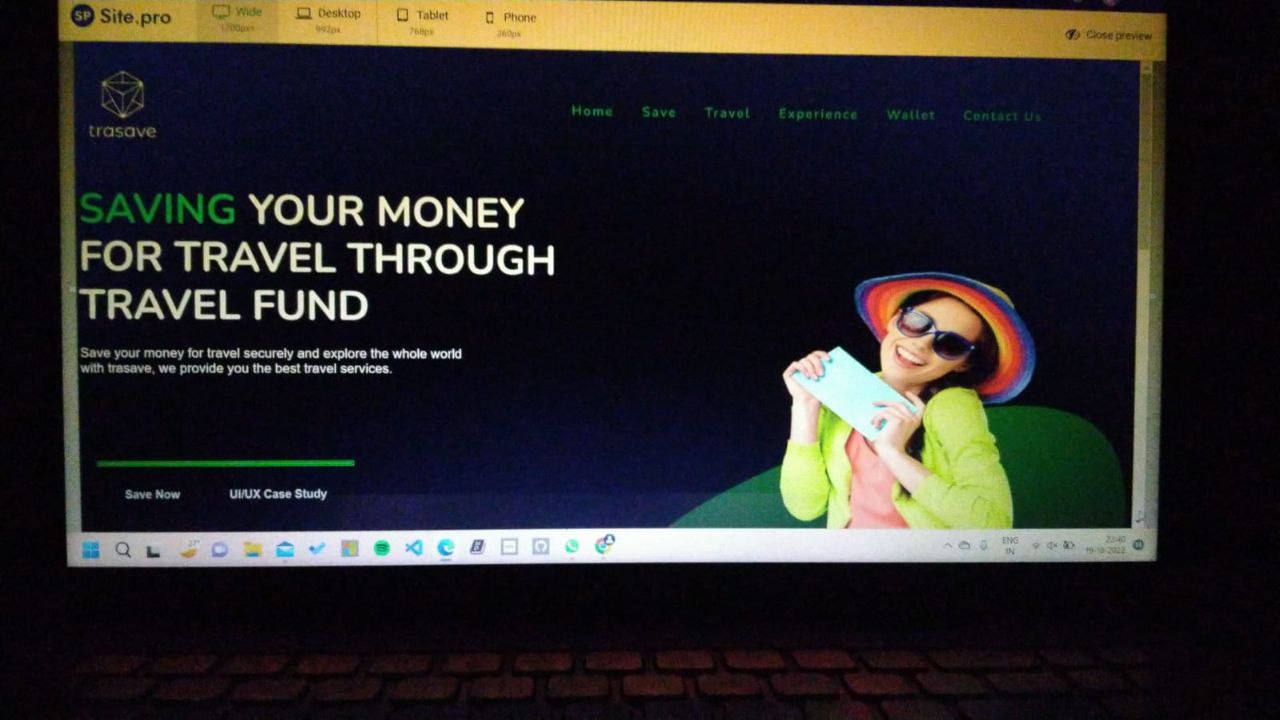 SP Site.pro
Wide
1200px+
Desktop
992px
Tablet
768px
Phone
360px
Close preview
trasave
Home Save Travel Experience Wallet Contact Us
SAVING YOUR MONEY
FOR TRAVEL THROUGH
TRAVEL FUND
Save your money for travel securely and explore the whole world
with trasave, we provide you the best travel services.
Save Now UI/UX Case Study
27°
ENG
IN
23:40
19-10-2022